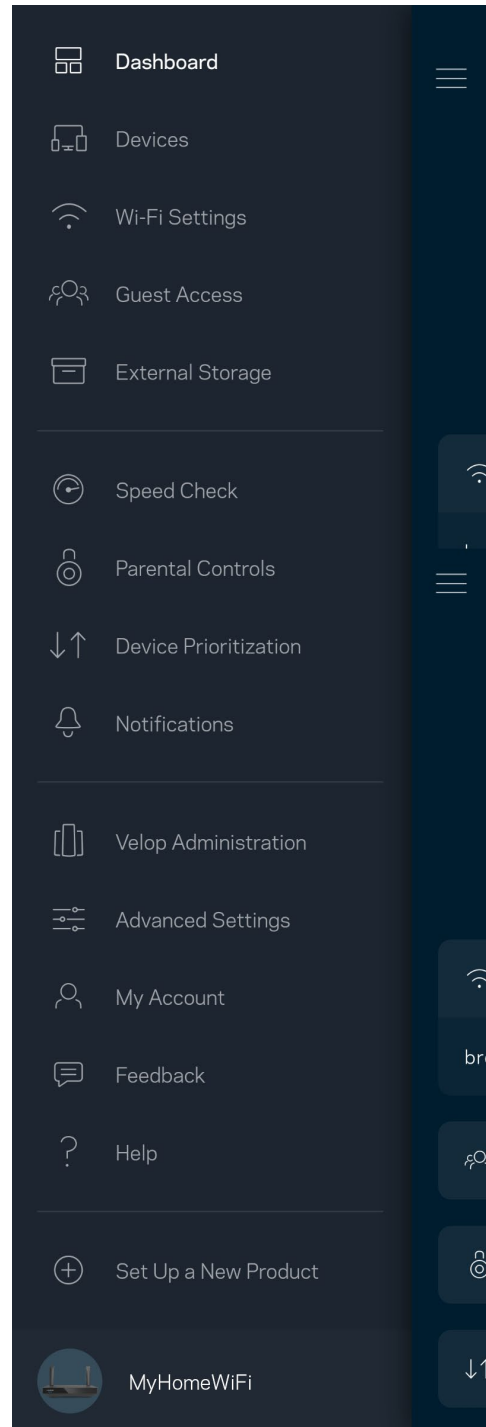 Dashboard
Devices
Wi-Fi Settings
Guest Access
External Storage
Speed Check
Parental Controls
Device Prioritization
Notifications
Velop Administration
Advanced Settings
My Account
Feedback
Help
Set Up a New Product
MyHomeWiFi